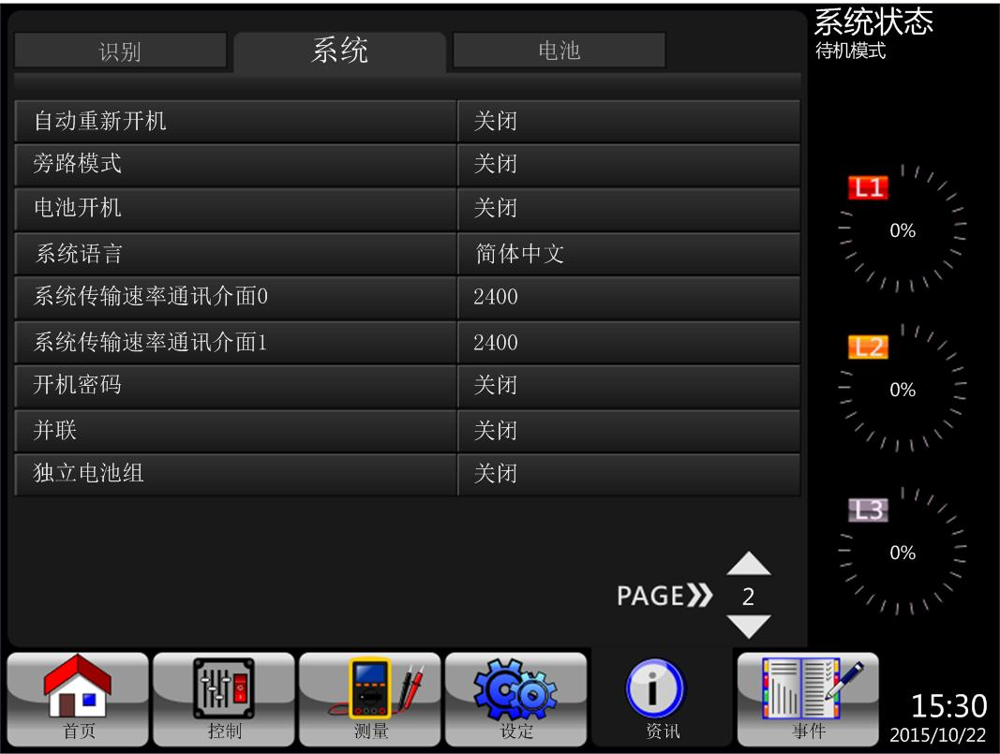 识别 系统 电池
系统状态
待机模式
自动重新开机 关闭
旁路模式 关闭
电池开机 关闭
系统语言 简体中文
系统传输速率通讯介面0 2400
系统传输速率通讯介面1 2400
开机密码 关闭
并联 关闭
独立电池组 关闭
L1
0%
L2
0%
L3
0%
PAGE 2
首页 控制 测量 设定 资讯 事件
15:30
2015/10/22